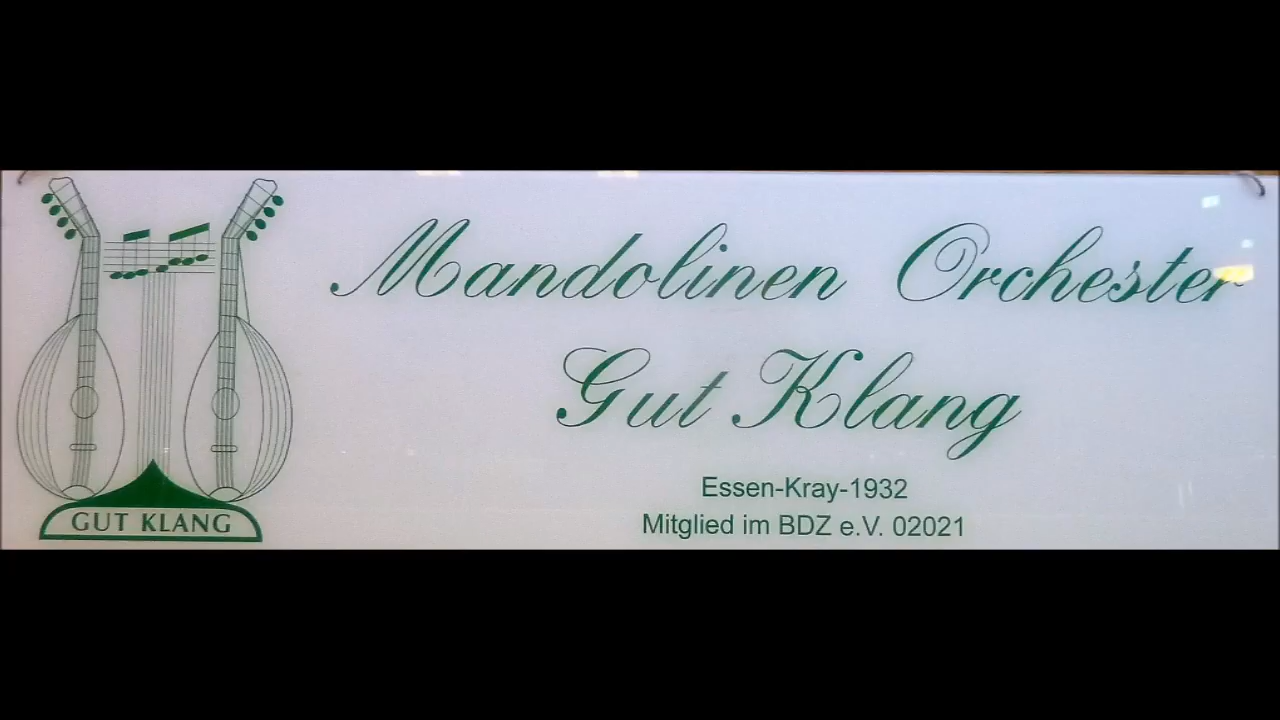 Mandolinen Orchester
Gut Klang
Essen-Kray-1932
Mitglied im BDZ e.V. 02021
GUT KLANG